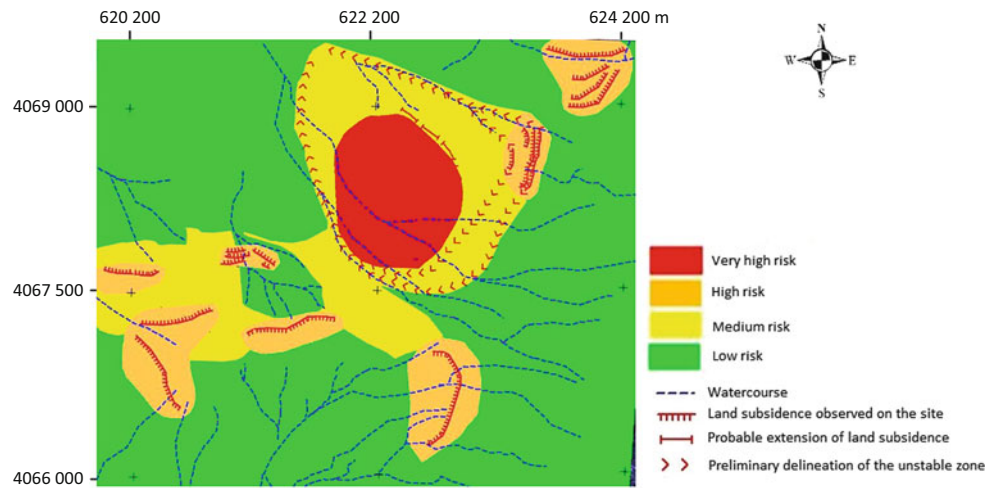 620 200
622 200
624 200 m
N
W
E
S
4069 000
4067 500
4066 000
Very high risk
High risk
Medium risk
Low risk
Watercourse
Land subsidence observed on the site
Probable extension of land subsidence
Preliminary delineation of the unstable zone